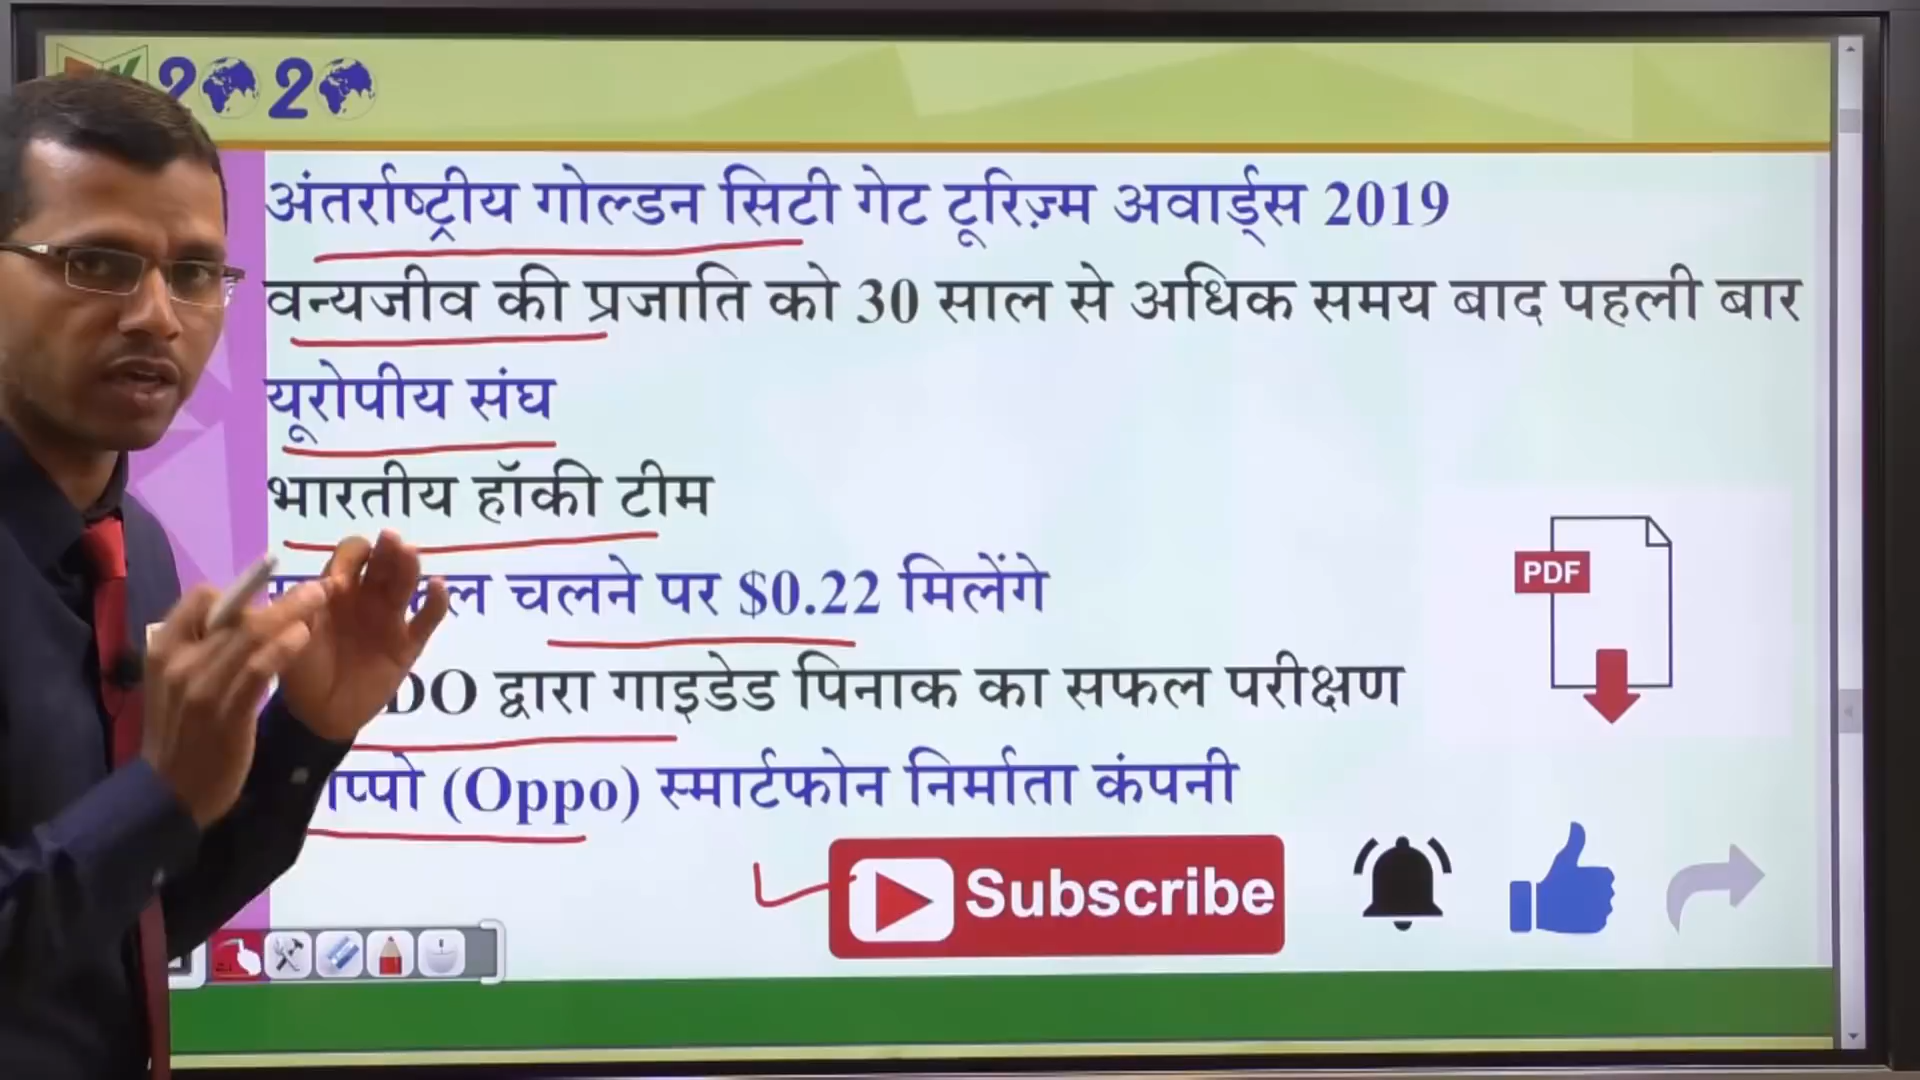 2020
अंतर्राष्ट्रीय गोल्डन सिटी गेट टूरिज़्म अवार्ड्स 2019
वन्यजीव की प्रजाति को 30 साल से अधिक समय बाद पहली बार
यूरोपीय संघ
भारतीय हॉकी टीम
चलने पर $0.22 मिलेंगे
द्वारा गाइडेड पिनाक का सफल परीक्षण
(Oppo) स्मार्टफोन निर्माता कंपनी
PDF
Subscribe